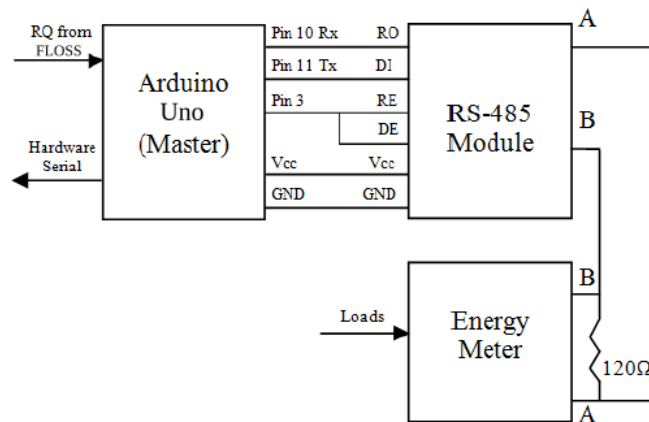 RQ from
FLOSS
Hardware
Serial
Arduino
Uno
(Master)
Pin 10 Rx
RO
Pin 11 Tx
DI
Pin 3
RE
DE
Vcc
Vcc
GND
GND
RS-485
Module
A
B
Loads
Energy
Meter
B
120Ω
A